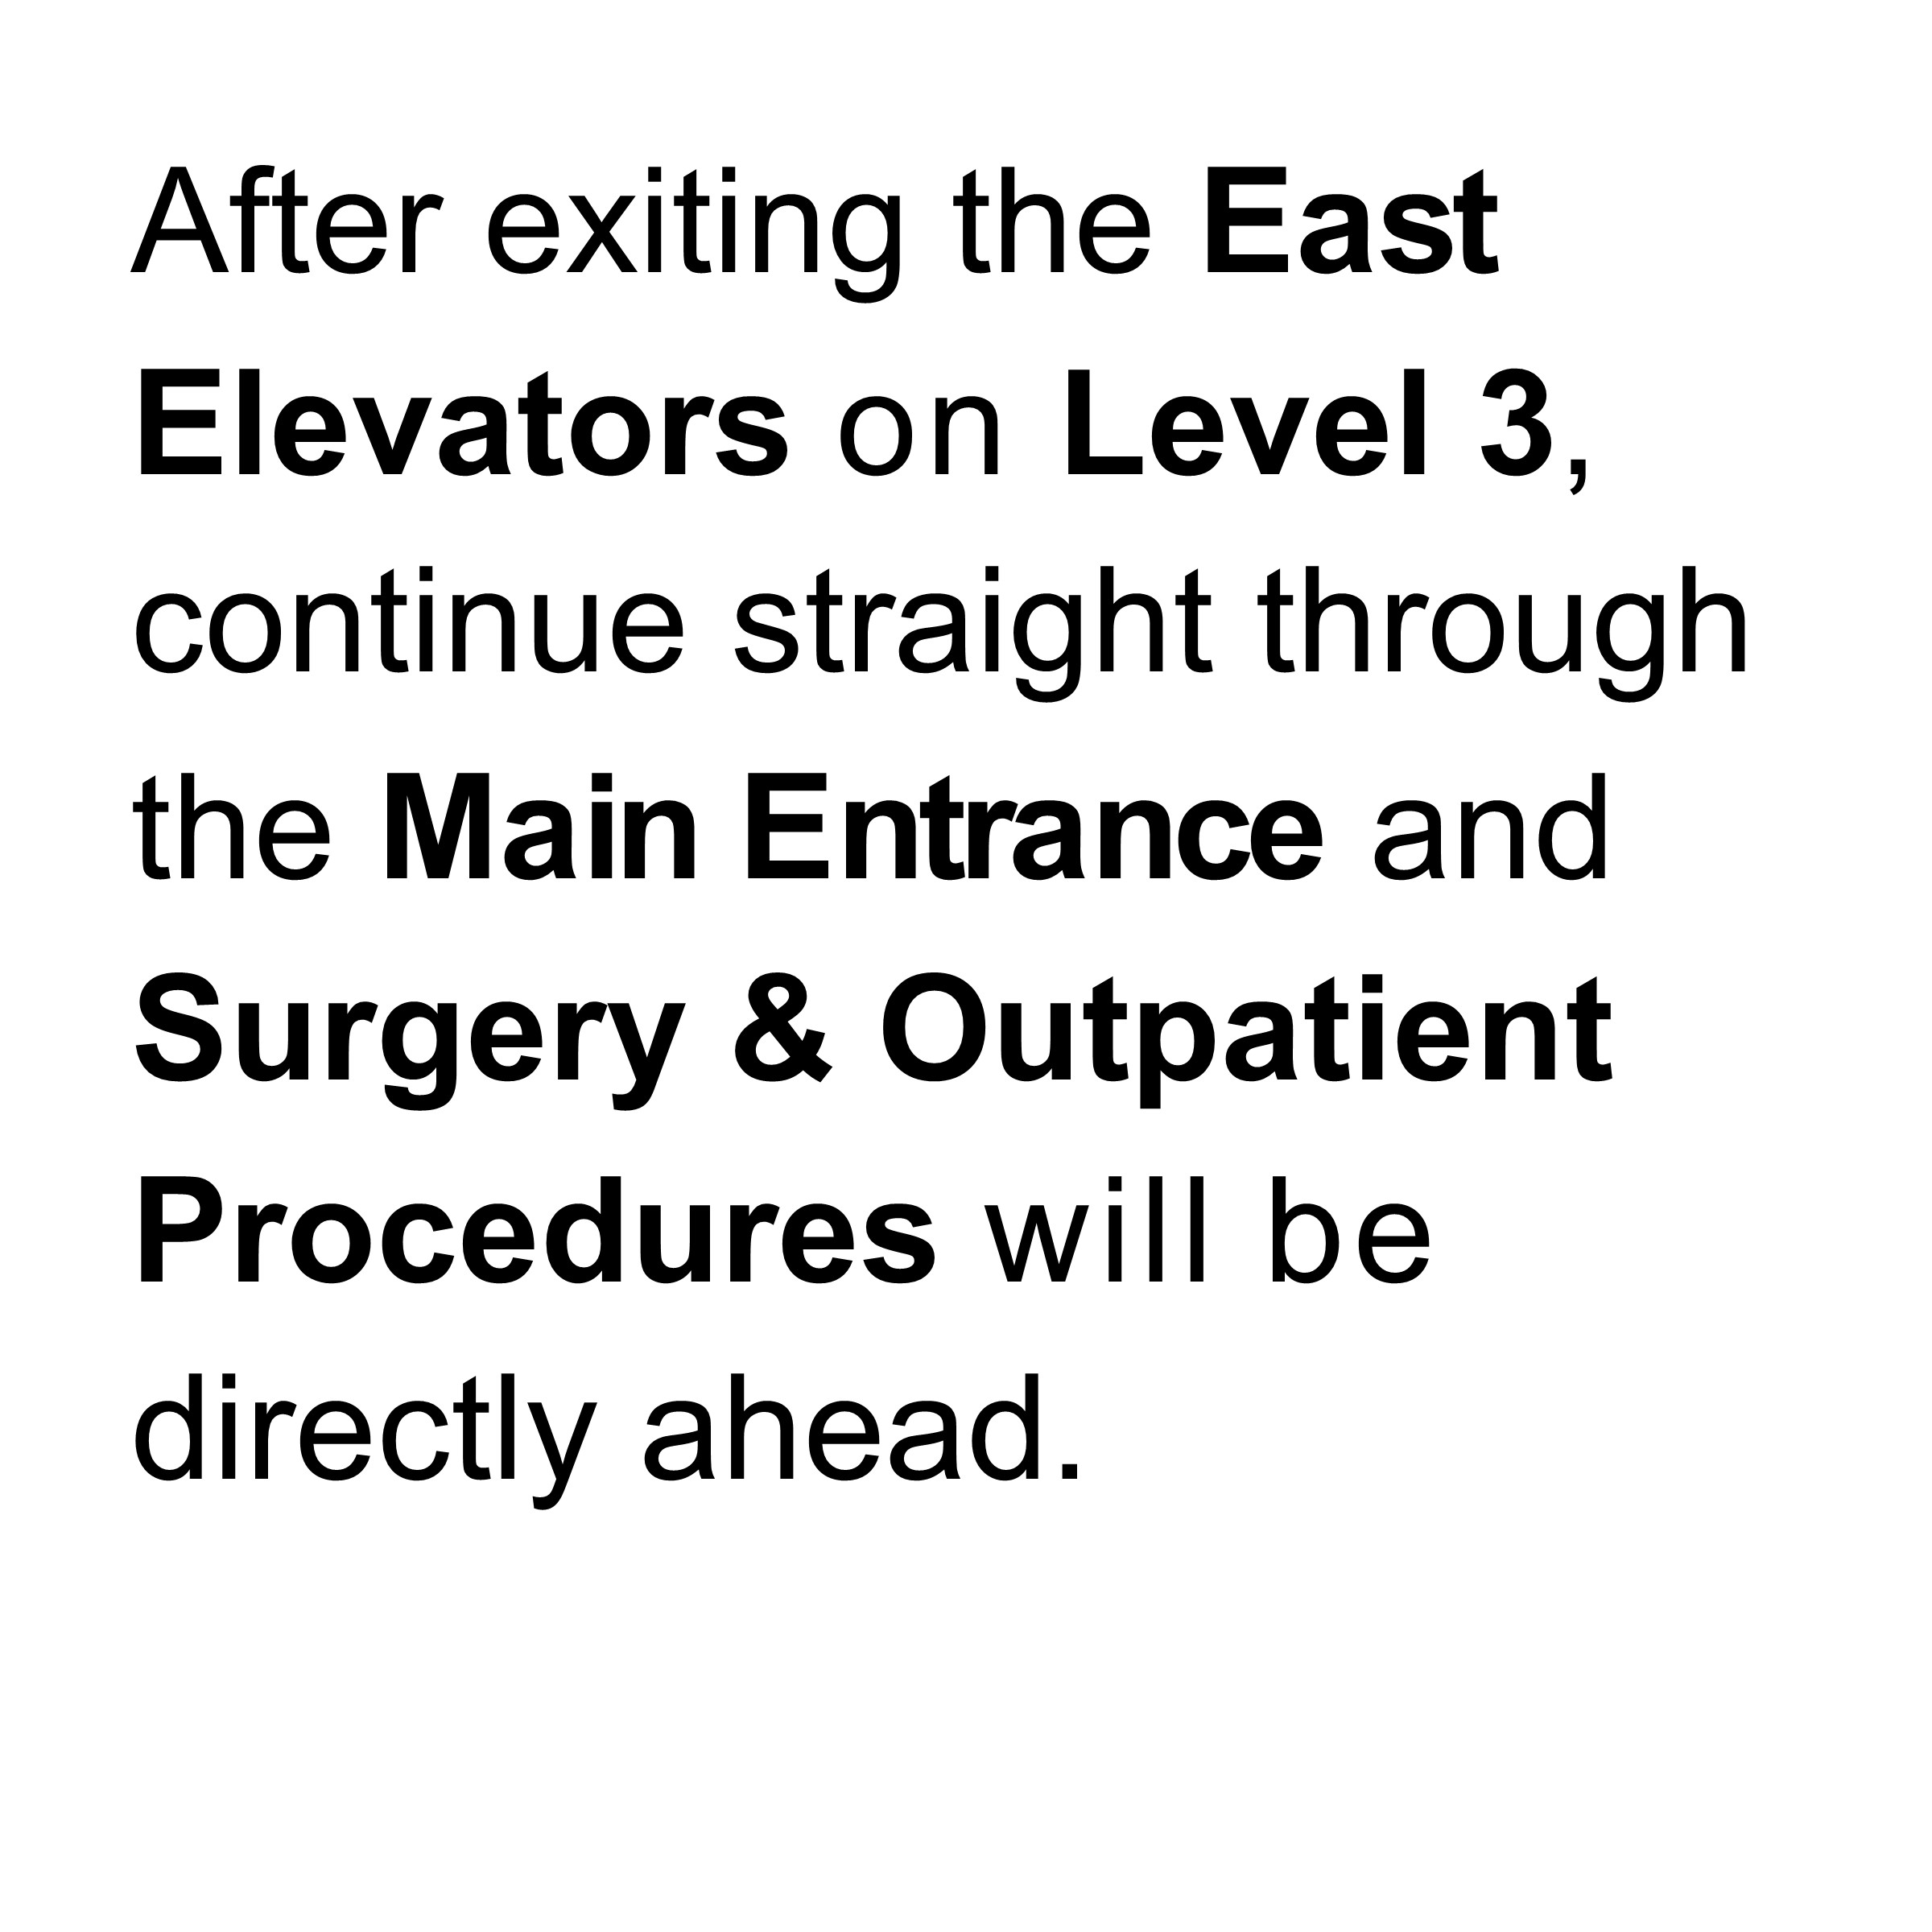 After exiting the East
Elevators on Level 3,
continue straight through
the Main Entrance and
Surgery & Outpatient
Procedures will be
directly ahead.